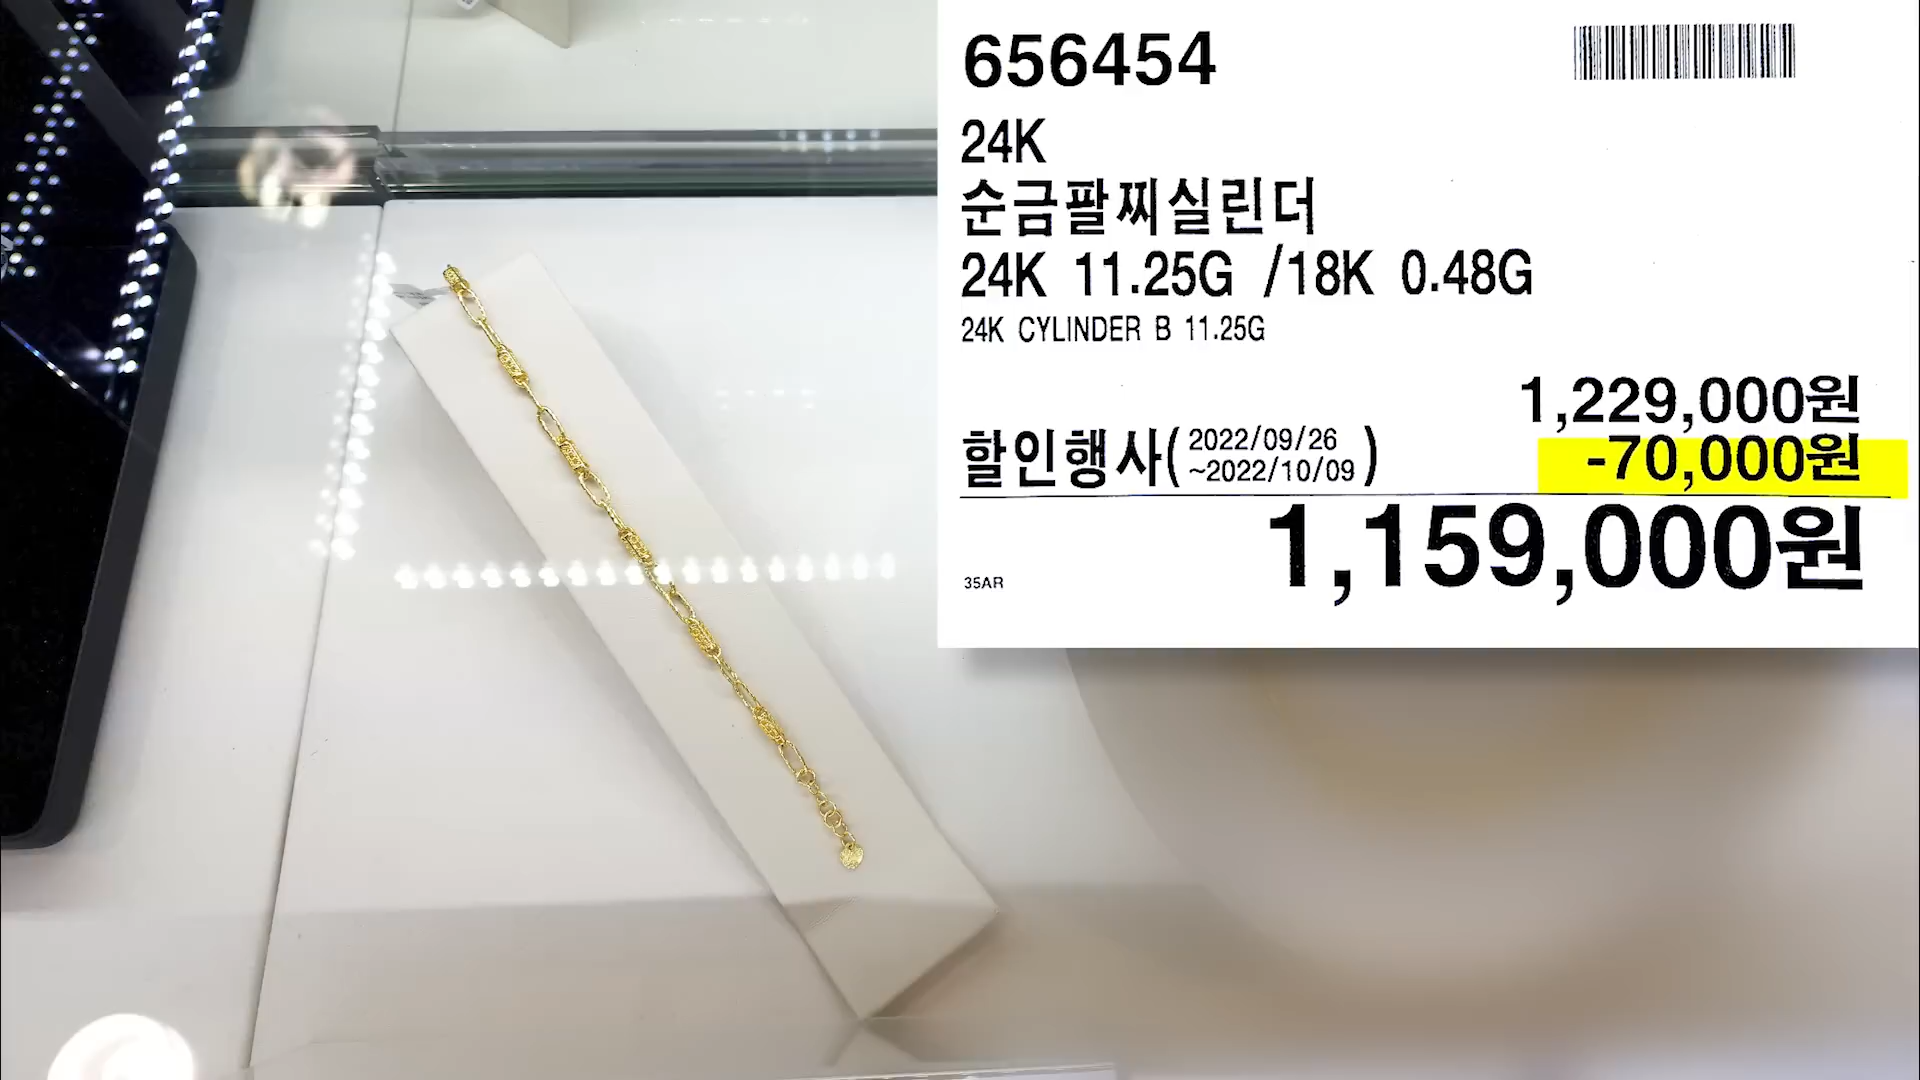 656454
24K
순금팔찌실린더
24K 11.25G /18K 0.48G
24K CYLINDER B 11.25G
1,229,000원
할인행사( 2022/09/26 ~2022/10/09 ) -70,000원
1,159,000원
35AR